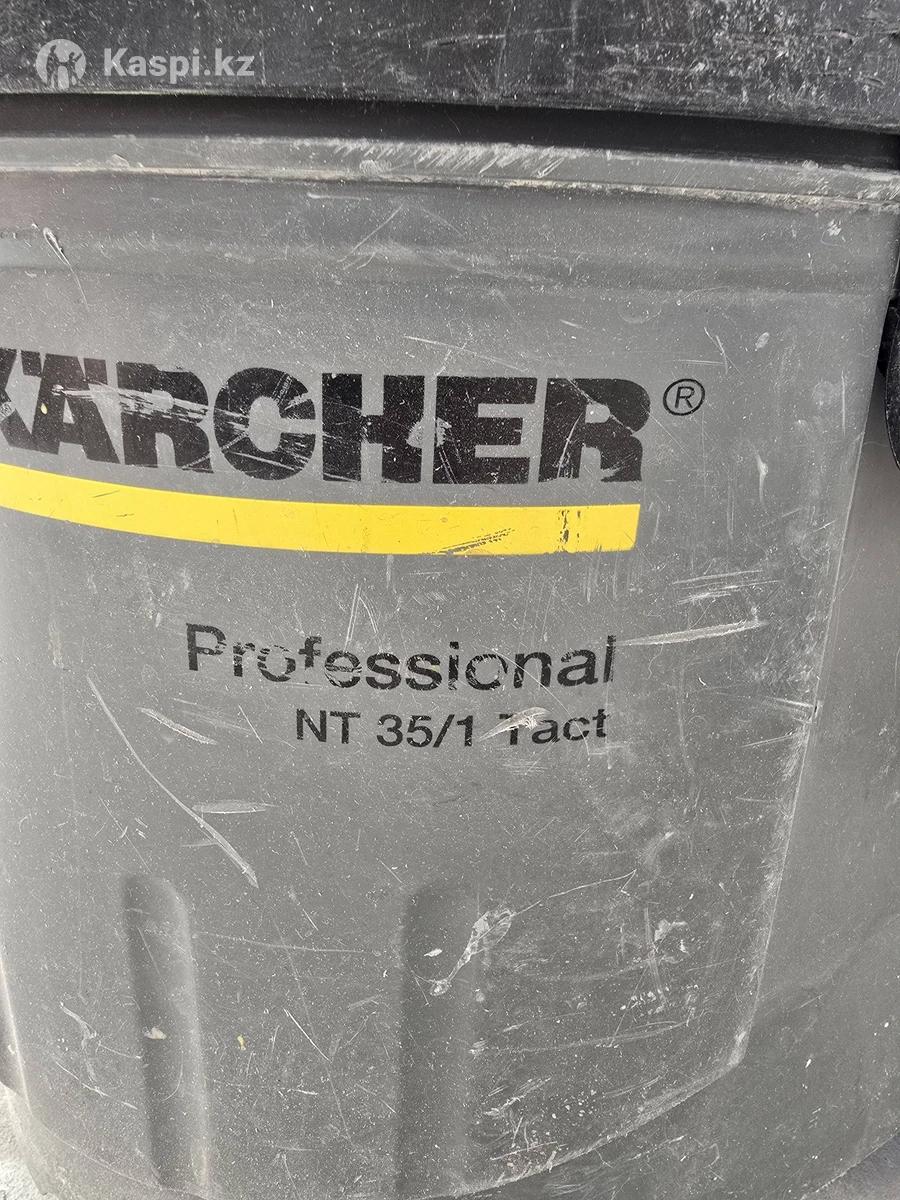 Kaspi.kz
KÄRCHER®
Professional
NT 35/1 Tact